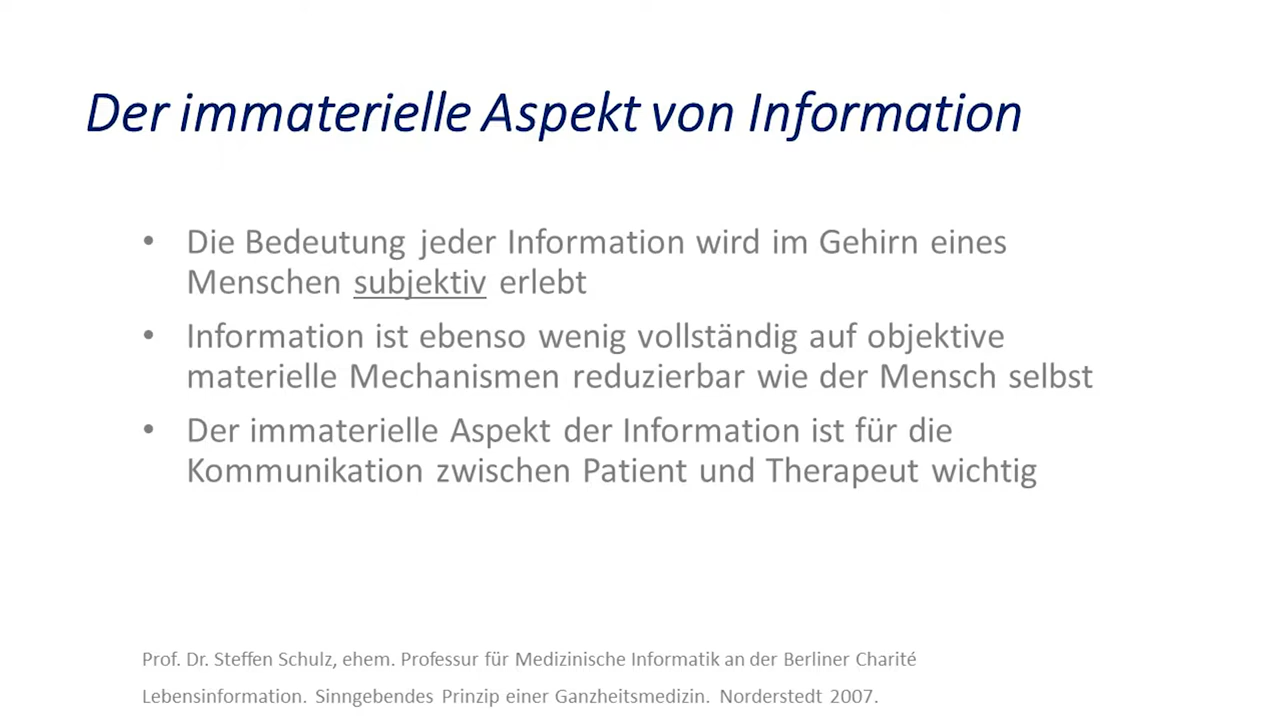 Der immaterielle Aspekt von Information
• Die Bedeutung jeder Information wird im Gehirn eines
Menschen subjektiv erlebt
• Information ist ebenso wenig vollständig auf objektive
materielle Mechanismen reduzierbar wie der Mensch selbst
• Der immaterielle Aspekt der Information ist für die
Kommunikation zwischen Patient und Therapeut wichtig
Prof. Dr. Steffen Schulz, ehem. Professur für Medizinische Informatik an der Berliner Charité
Lebensinformation. Sinngebendes Prinzip einer Ganzheitsmedizin. Norderstedt 2007.